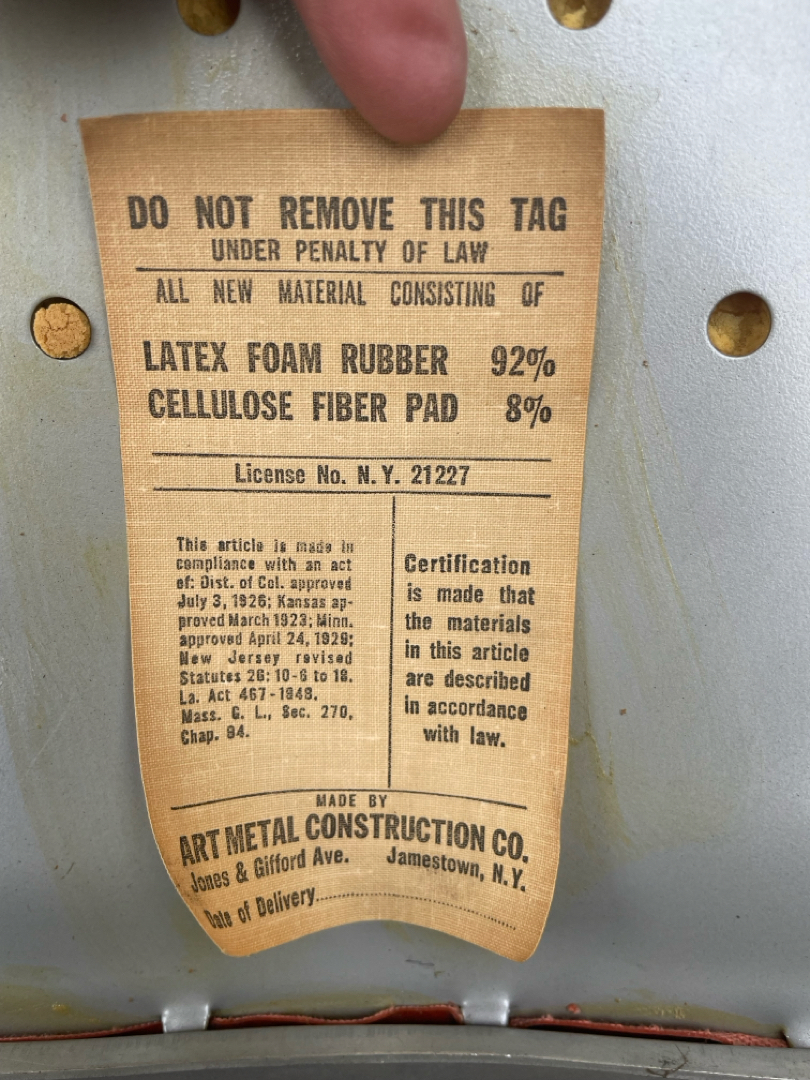 DO NOT REMOVE THIS TAG
UNDER PENALTY OF LAW
ALL NEW MATERIAL CONSISTING OF
LATEX FOAM RUBBER 92%
CELLULOSE FIBER PAD 8%
License No. N.Y. 21227
This article is made in
compliance with an act
of: Dist. of Col. approved
July 3, 1926; Kansas ap-
proved March 1923; Minn.
approved April 24, 1929;
New Jersey revised
Statutes 26: 10-6 to 18.
La. Act 467-1948.
Mass. G. L., Sec. 270,
Chap. 94.
Certification
is made that
the materials
in this article
are described
in accordance
with law.
MADE BY
ART METAL CONSTRUCTION CO.
Jones & Gifford Ave. Jamestown, N.Y.
Date of Delivery